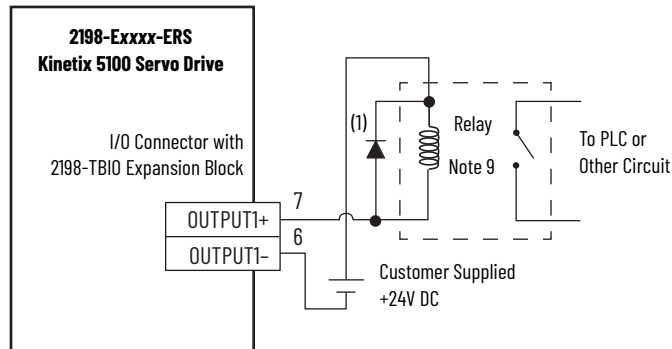 2198-Exxxx-ERS
Kinetix 5100 Servo Drive
I/O Connector with
2198-TBIO Expansion Block
OUTPUT1+
OUTPUT1–
7
6
(1)
Relay
Note 9
To PLC or
Other Circuit
Customer Supplied
+24V DC